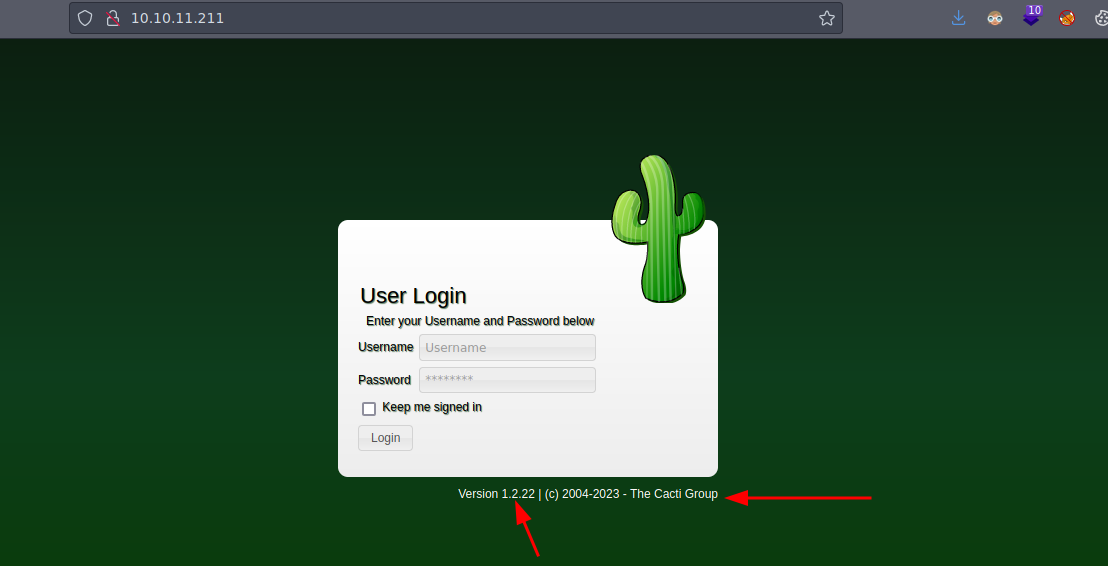 10.10.11.211
10
User Login
Enter your Username and Password below
Username Username
Password ********
Keep me signed in
Login
Version 1.2.22 | (c) 2004-2023 - The Cacti Group